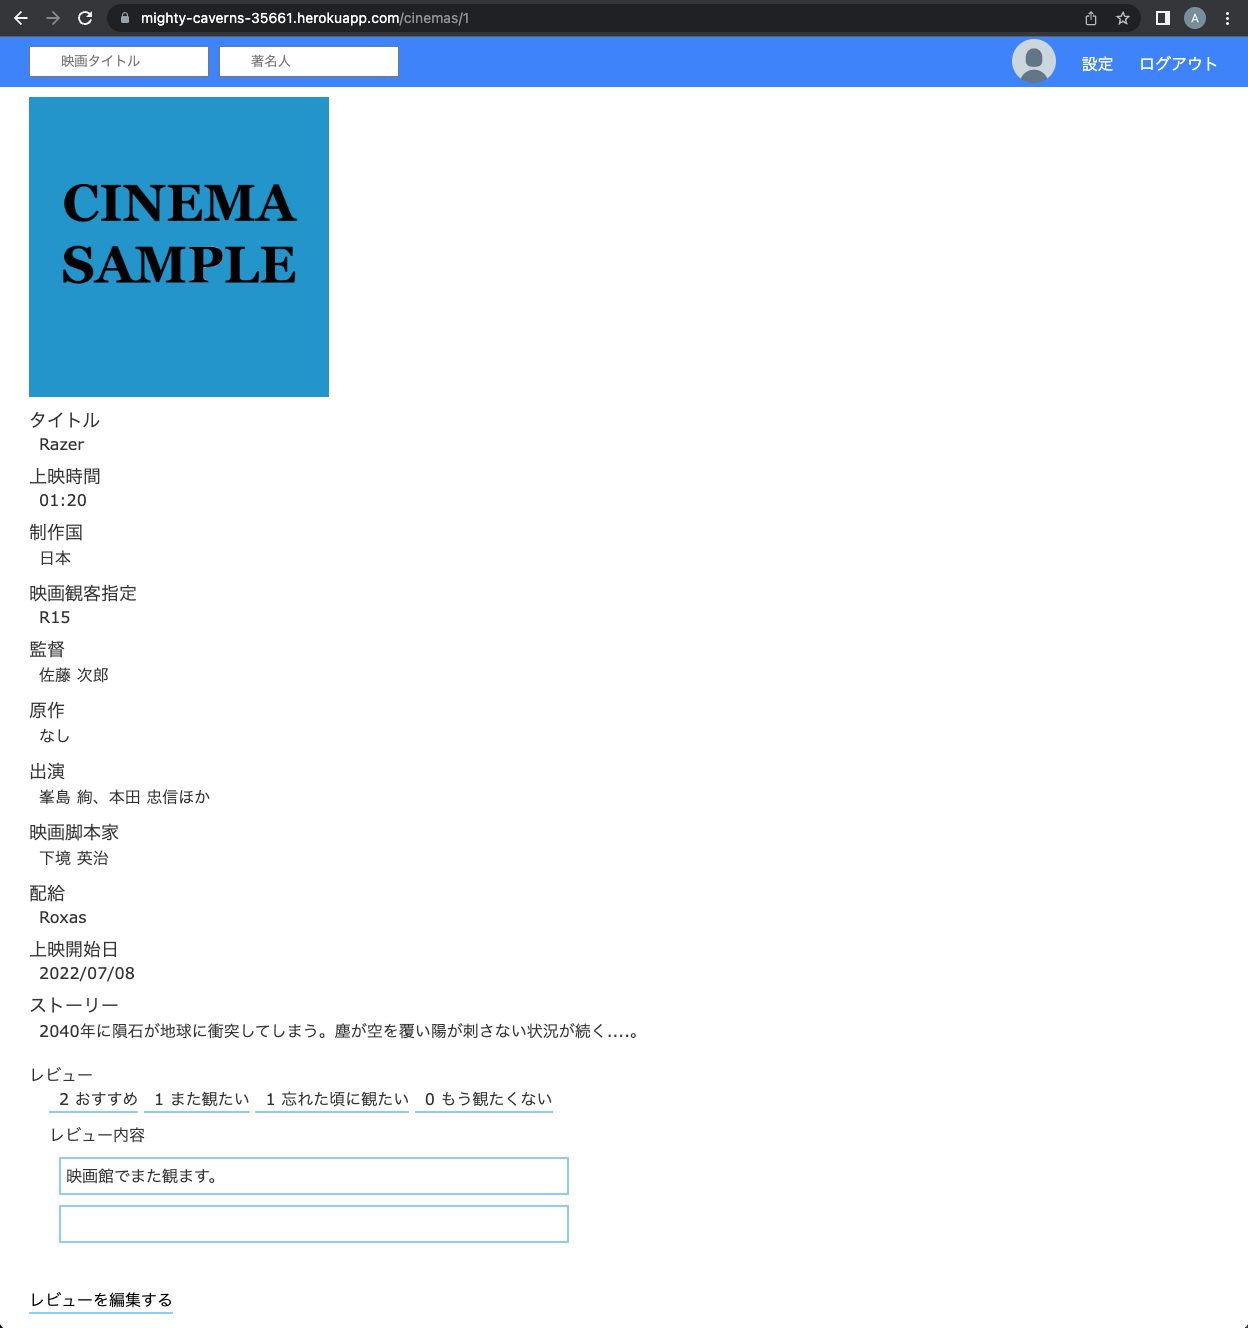 mighty-caverns-35661.herokuapp.com/cinemas/1
A
映画タイトル 著名人 設定 ログアウト
CINEMA
SAMPLE
タイトル
Razer
上映時間
01:20
制作国
日本
映画観客指定
R15
監督
佐藤 次郎
原作
なし
出演
峯島 絢、本田 忠信ほか
映画脚本家
下境 英治
配給
Roxas
上映開始日
2022/07/08
ストーリー
2040年に隕石が地球に衝突してしまう。塵が空を覆い陽が刺さない状況が続く....。
レビュー
2 おすすめ 1 また観たい 1 忘れた頃に観たい 0 もう観たくない
レビュー内容
映画館でまた観ます。
レビューを編集する